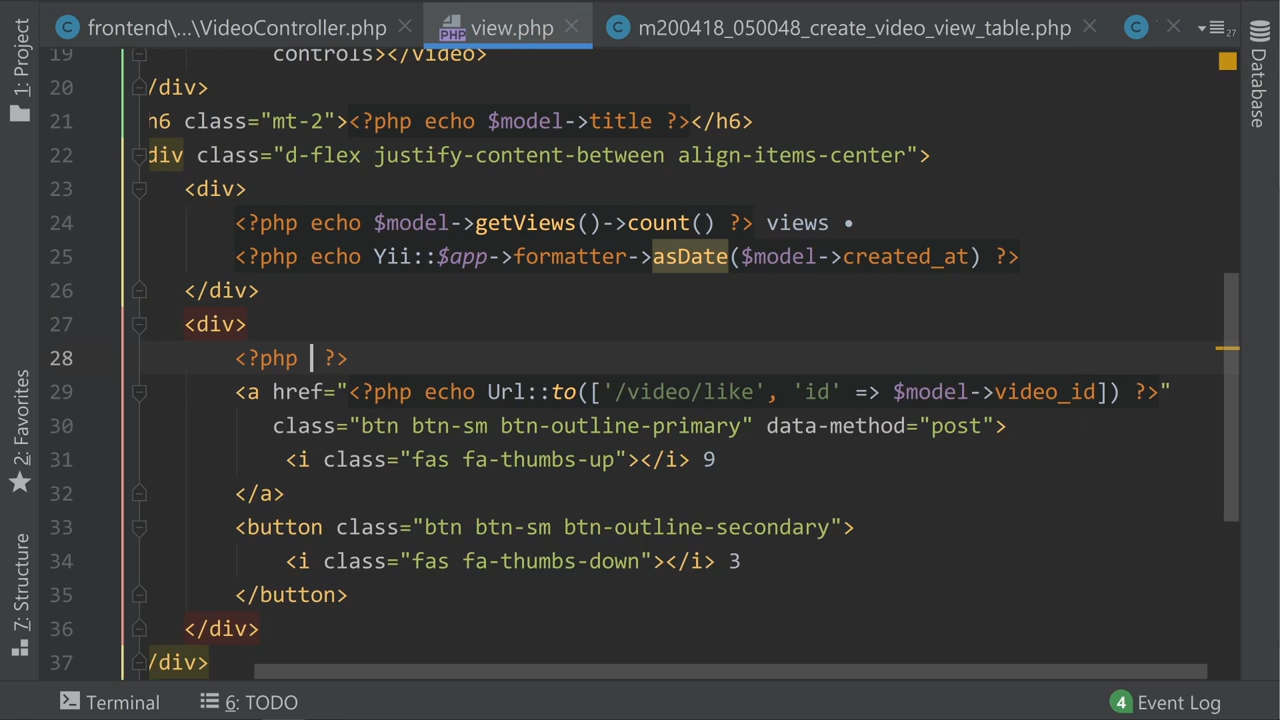 frontend\...\VideoController.php
view.php
m200418_050048_create_video_view_table.php
27
1: Project
2: Favorites
7: Structure
Database
19 controls></video>
20 /div>
21 h6 class="mt-2"><?php echo $model->title ?></h6>
22 div class="d-flex justify-content-between align-items-center">
23 <div>
24 <?php echo $model->getViews()->count() ?> views •
25 <?php echo Yii::$app->formatter->asDate($model->created_at) ?>
26 </div>
27 <div>
28 <?php ?>
29 <a href="<?php echo Url::to(['/video/like', 'id' => $model->video_id]) ?>"
30 class="btn btn-sm btn-outline-primary" data-method="post">
31 <i class="fas fa-thumbs-up"></i> 9
32 </a>
33 <button class="btn btn-sm btn-outline-secondary">
34 <i class="fas fa-thumbs-down"></i> 3
35 </button>
36 </div>
37 /div>
Terminal
6: TODO
4 Event Log